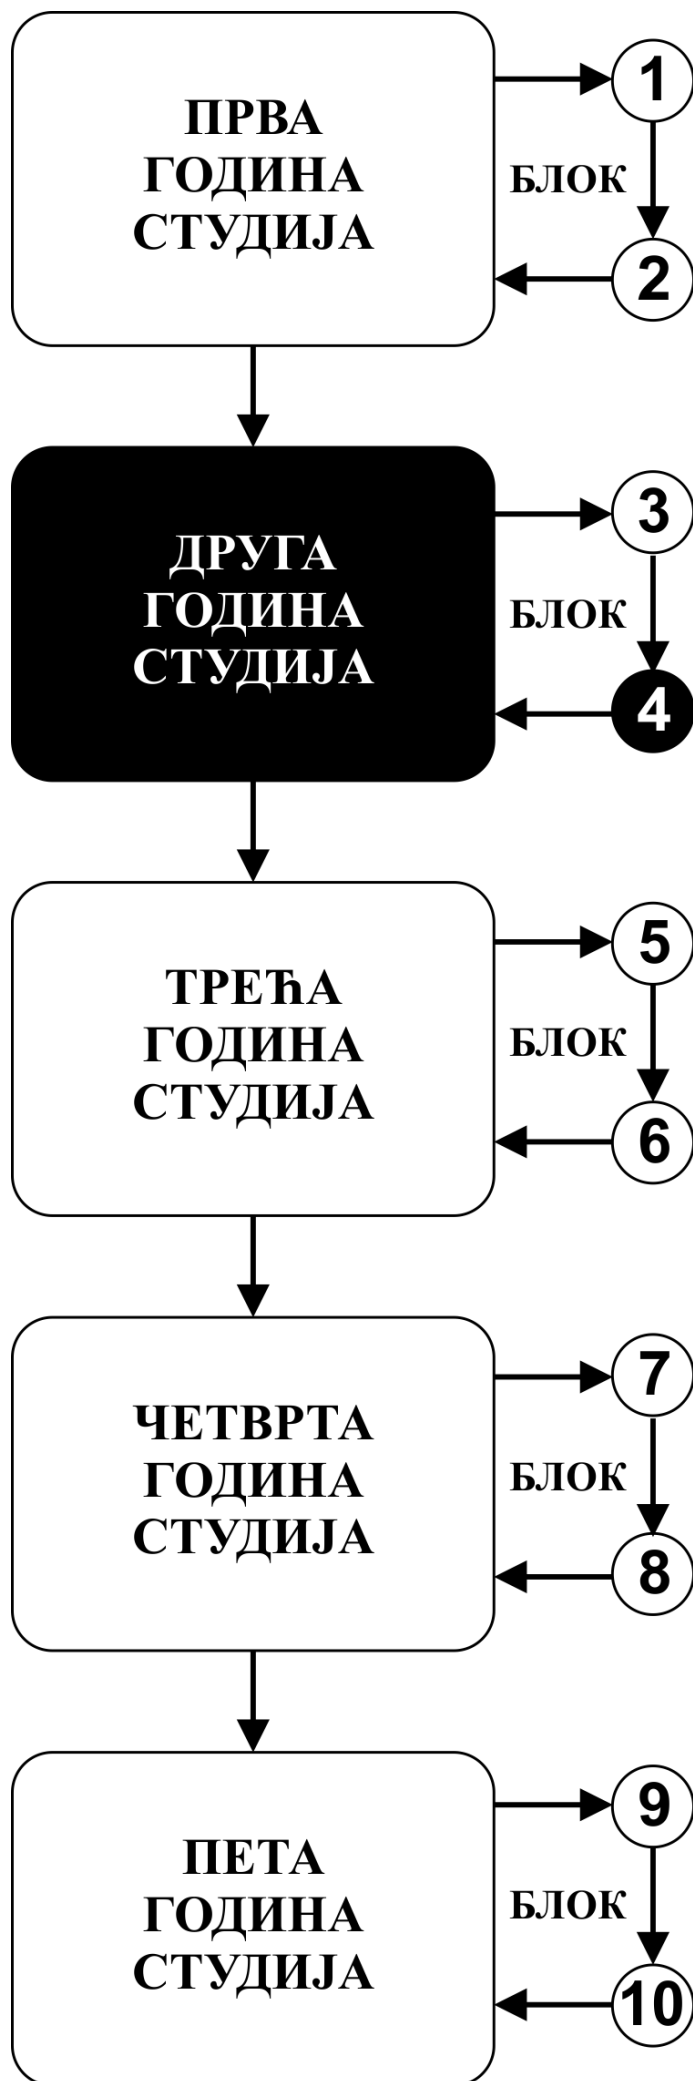 ПРВА
ГОДИНА
СТУДИЈА
1
БЛОК
2
ДРУГА
ГОДИНА
СТУДИЈА
3
БЛОК
4
ТРЕЋА
ГОДИНА
СТУДИЈА
5
БЛОК
6
ЧЕТВРТА
ГОДИНА
СТУДИЈА
7
БЛОК
8
ПЕТА
ГОДИНА
СТУДИЈА
9
БЛОК
10